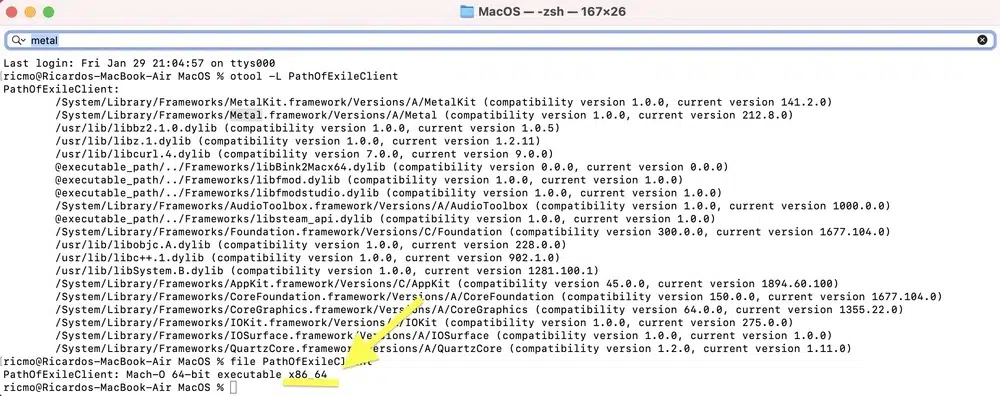 MacOS — -zsh — 167×26
metal
Last login: Fri Jan 29 21:04:57 on ttys000
ricmo@Ricardos-MacBook-Air MacOS % otool -L PathOfExileClient
PathOfExileClient:
/System/Library/Frameworks/MetalKit.framework/Versions/A/MetalKit (compatibility version 1.0.0, current version 141.2.0)
/System/Library/Frameworks/Metal.framework/Versions/A/Metal (compatibility version 1.0.0, current version 212.8.0)
/usr/lib/libbz2.1.0.dylib (compatibility version 1.0.0, current version 1.0.5)
/usr/lib/libz.1.dylib (compatibility version 1.0.0, current version 1.2.11)
/usr/lib/libcurl.4.dylib (compatibility version 7.0.0, current version 9.0.0)
@executable_path/../Frameworks/libBink2Macx64.dylib (compatibility version 0.0.0, current version 0.0.0)
@executable_path/../Frameworks/libfmod.dylib (compatibility version 1.0.0, current version 1.0.0)
@executable_path/../Frameworks/libfmodstudio.dylib (compatibility version 1.0.0, current version 1.0.0)
/System/Library/Frameworks/AudioToolbox.framework/Versions/A/AudioToolbox (compatibility version 1.0.0, current version 1000.0.0)
@executable_path/../Frameworks/libsteam_api.dylib (compatibility version 1.0.0, current version 1.0.0)
/System/Library/Frameworks/Foundation.framework/Versions/C/Foundation (compatibility version 300.0.0, current version 1677.104.0)
/usr/lib/libobjc.A.dylib (compatibility version 1.0.0, current version 228.0.0)
/usr/lib/libc++.1.dylib (compatibility version 1.0.0, current version 902.1.0)
/usr/lib/libSystem.B.dylib (compatibility version 1.0.0, current version 1281.100.1)
/System/Library/Frameworks/AppKit.framework/Versions/C/AppKit (compatibility version 45.0.0, current version 1894.60.100)
/System/Library/Frameworks/CoreFoundation.framework/Versions/A/CoreFoundation (compatibility version 150.0.0, current version 1677.104.0)
/System/Library/Frameworks/CoreGraphics.framework/Versions/A/CoreGraphics (compatibility version 64.0.0, current version 1355.22.0)
/System/Library/Frameworks/IOKit.framework/Versions/A/IOKit (compatibility version 1.0.0, current version 275.0.0)
/System/Library/Frameworks/IOSurface.framework/Versions/A/IOSurface (compatibility version 1.0.0, current version 1.0.0)
/System/Library/Frameworks/QuartzCore.framework/Versions/A/QuartzCore (compatibility version 1.2.0, current version 1.11.0)
ricmo@Ricardos-MacBook-Air MacOS % file PathOfExileClient
PathOfExileClient: Mach-O 64-bit executable x86_64
ricmo@Ricardos-MacBook-Air MacOS %